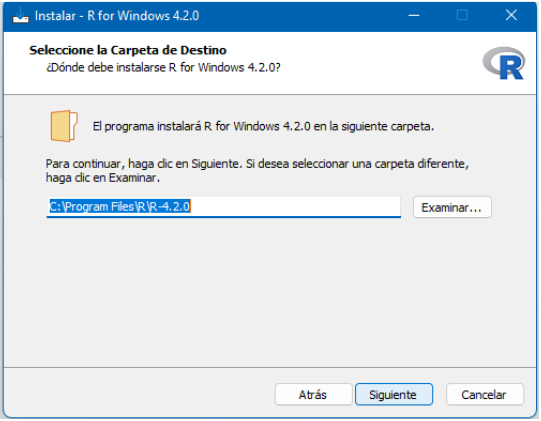 Instalar - R for Windows 4.2.0
Seleccione la Carpeta de Destino
¿Dónde debe instalarse R for Windows 4.2.0?
R
El programa instalará R for Windows 4.2.0 en la siguiente carpeta.
Para continuar, haga clic en Siguiente. Si desea seleccionar una carpeta diferente,
haga clic en Examinar.
C:\Program Files\R\R-4.2.0
Examinar...
Atrás
Siguiente
Cancelar